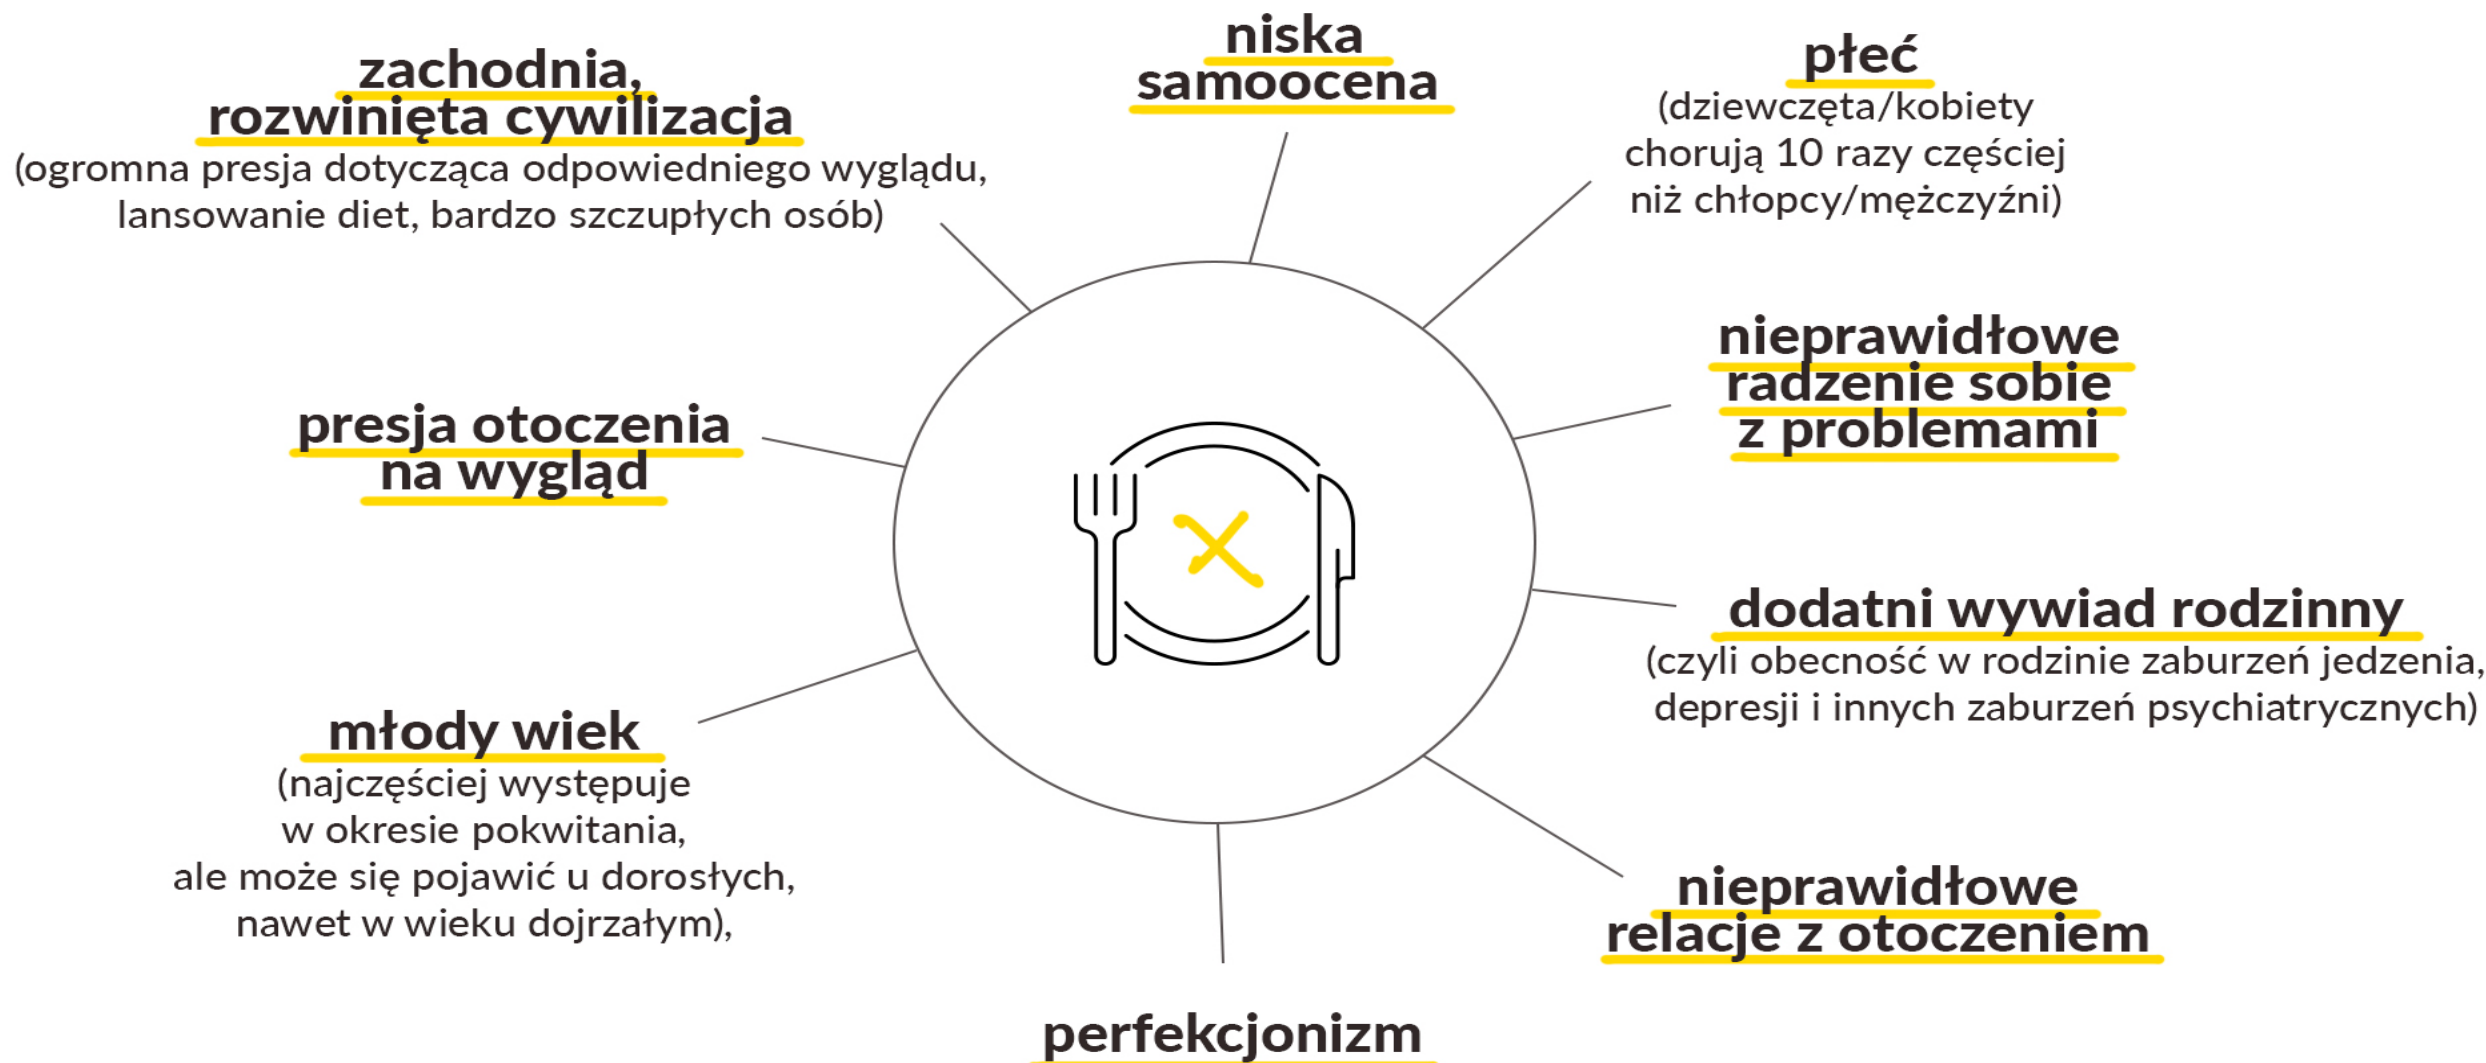 niska
samoocena
płeć
(dziewczęta/kobiety
chorują 10 razy częściej
niż chłopcy/mężczyźni)
nieprawidłowe
radzenie sobie
z problemami
dodatni wywiad rodzinny
(czyli obecność w rodzinie zaburzeń jedzenia,
depresji i innych zaburzeń psychiatrycznych)
nieprawidłowe
relacje z otoczeniem
perfekcjonizm
młody wiek
(najczęściej występuje
w okresie pokwitania,
ale może się pojawić u dorosłych,
nawet w wieku dojrzałym),
presja otoczenia
na wygląd
zachodnia,
rozwinięta cywilizacja
(ogromna presja dotycząca odpowiedniego wyglądu,
lansowanie diet, bardzo szczupłych osób)